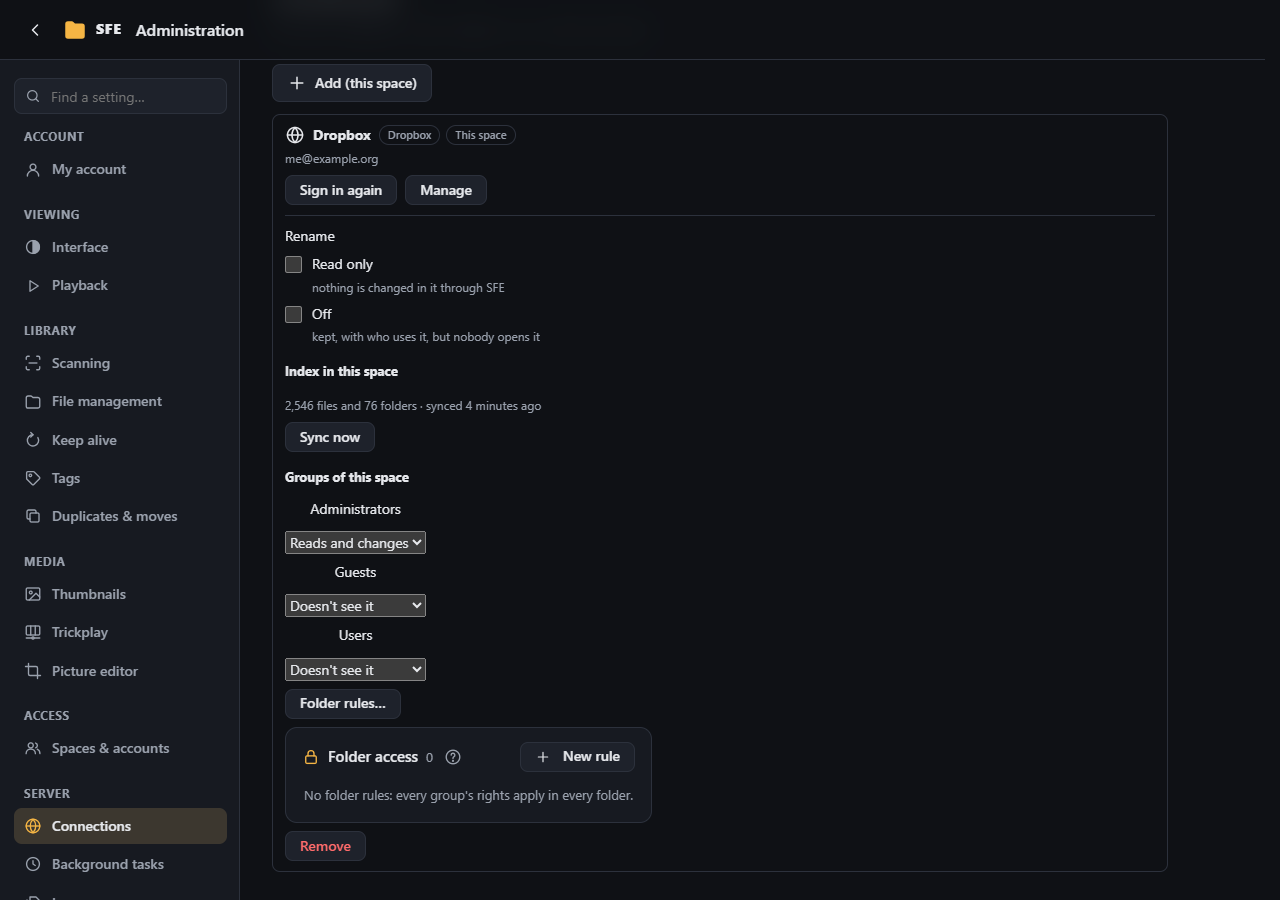 SFE Administration
Add (this space)
Find a setting...
ACCOUNT
My account
VIEWING
Interface
Playback
LIBRARY
Scanning
File management
Keep alive
Tags
Duplicates & moves
MEDIA
Thumbnails
Trickplay
Picture editor
ACCESS
Spaces & accounts
SERVER
Connections
Background tasks
Dropbox Dropbox This space
me@example.org
Sign in again Manage
Rename
Read only
nothing is changed in it through SFE
Off
kept, with who uses it, but nobody opens it
Index in this space
2,546 files and 76 folders · synced 4 minutes ago
Sync now
Groups of this space
Administrators
Reads and changes
Guests
Doesn't see it
Users
Doesn't see it
Folder rules...
Folder access 0 New rule
No folder rules: every group's rights apply in every folder.
Remove